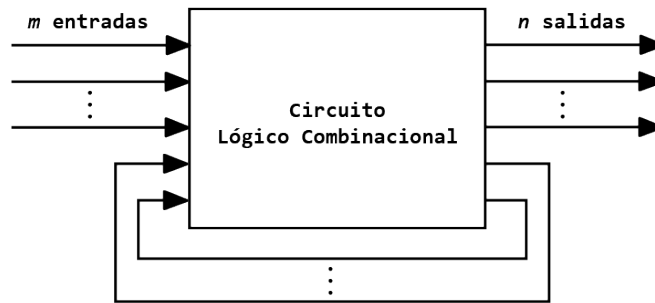 m entradas
n salidas
Circuito
Lógico Combinacional